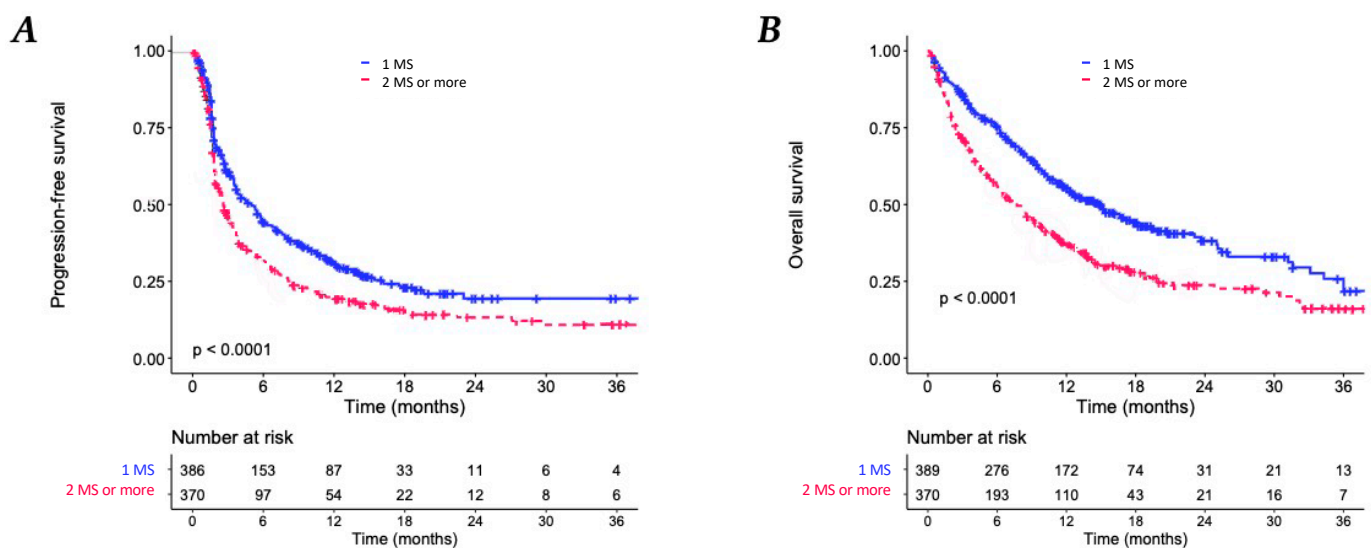 A
Progression-free survival
1.00
0.75
0.50
0.25
0.00
1 MS
2 MS or more
p < 0.0001
0 6 12 18 24 30 36
Time (months)
Number at risk
1 MS 386 153 87 33 11 6 4
2 MS or more 370 97 54 22 12 8 6
0 6 12 18 24 30 36
Time (months)
B
Overall survival
1.00
0.75
0.50
0.25
0.00
1 MS
2 MS or more
p < 0.0001
0 6 12 18 24 30 36
Time (months)
Number at risk
1 MS 389 276 172 74 31 21 13
2 MS or more 370 193 110 43 21 16 7
0 6 12 18 24 30 36
Time (months)